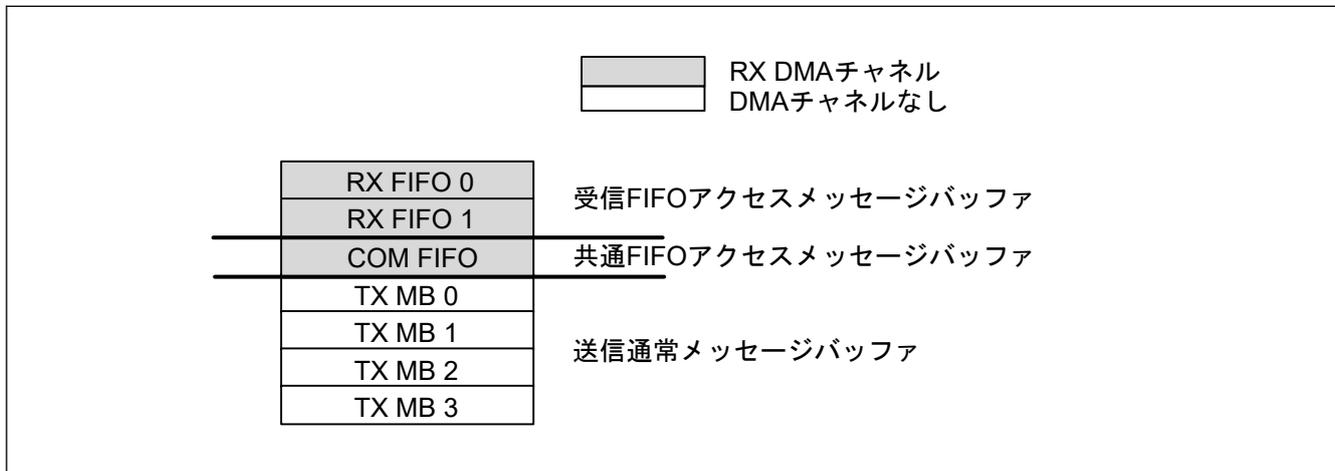 RX DMAチャネル
DMAチャネルなし
RX FIFO 0
RX FIFO 1
受信FIFOアクセスメッセージバッファ
COM FIFO
共通FIFOアクセスメッセージバッファ
TX MB 0
TX MB 1
TX MB 2
TX MB 3
送信通常メッセージバッファ